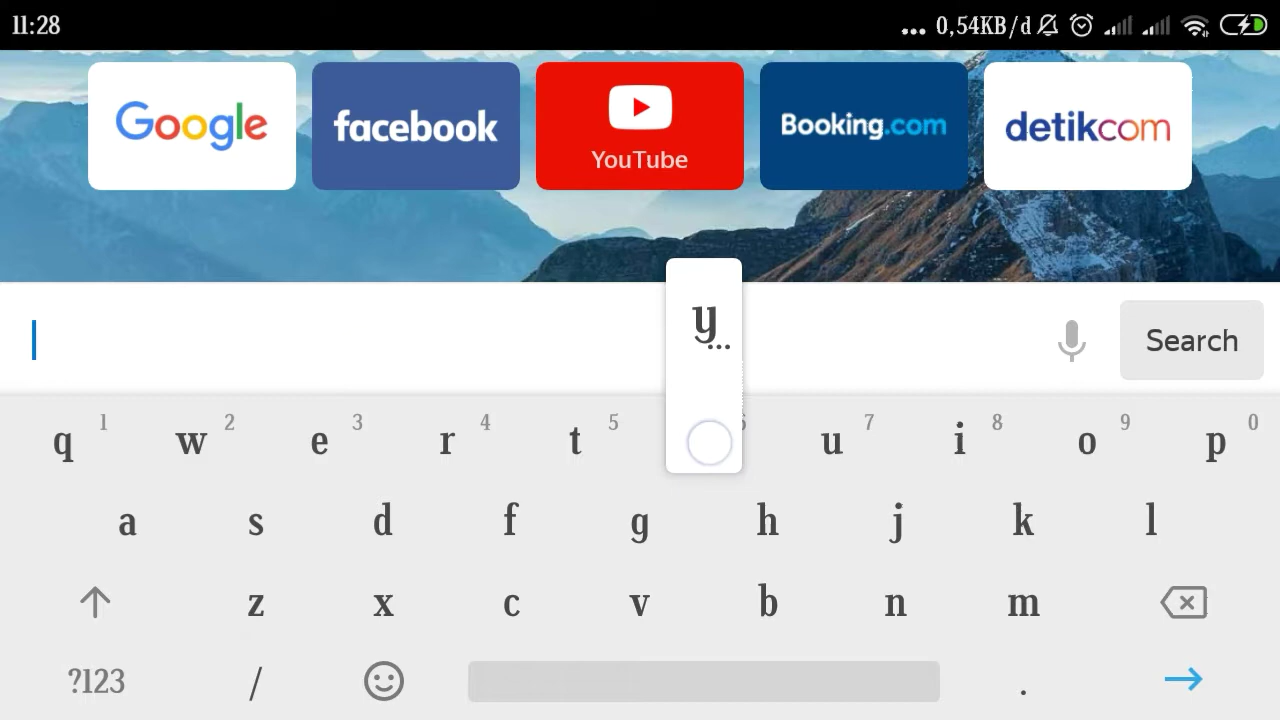 11:28 ... 0,54KB/d
Google facebook YouTube Booking.com detikcom
y...
Search
q 1 w 2 e 3 r 4 t 5 6 u 7 i 8 o 9 p 0
a s d f g h j k l
z x c v b n m
?123 / .